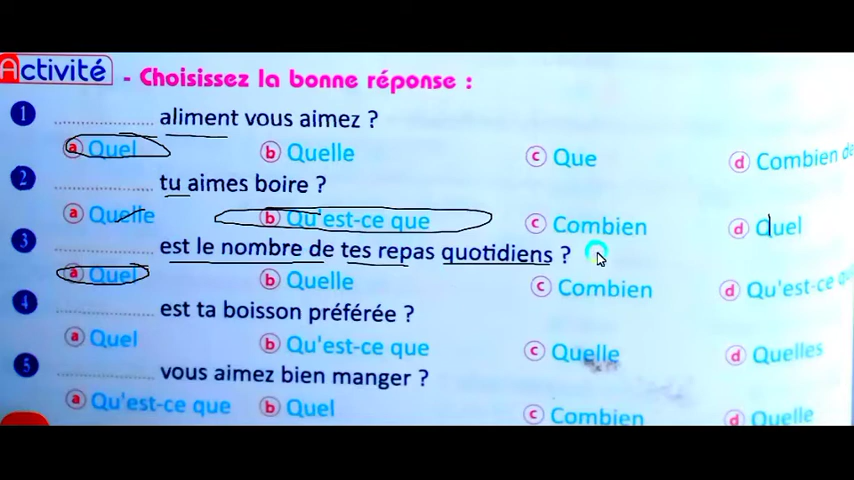 Activité - Choisissez la bonne réponse :
1 ............... aliment vous aimez ?
a Quel b Quelle c Que d Combien de
2 ............... tu aimes boire ?
a Quelle b Qu'est-ce que c Combien d Quel
3 ............... est le nombre de tes repas quotidiens ?
a Quel b Quelle c Combien d Qu'est-ce
4 ............... est ta boisson préférée ?
a Quel b Qu'est-ce que c Quelle d Quelles
5 ............... vous aimez bien manger ?
a Qu'est-ce que b Quel c Combien d Quelle